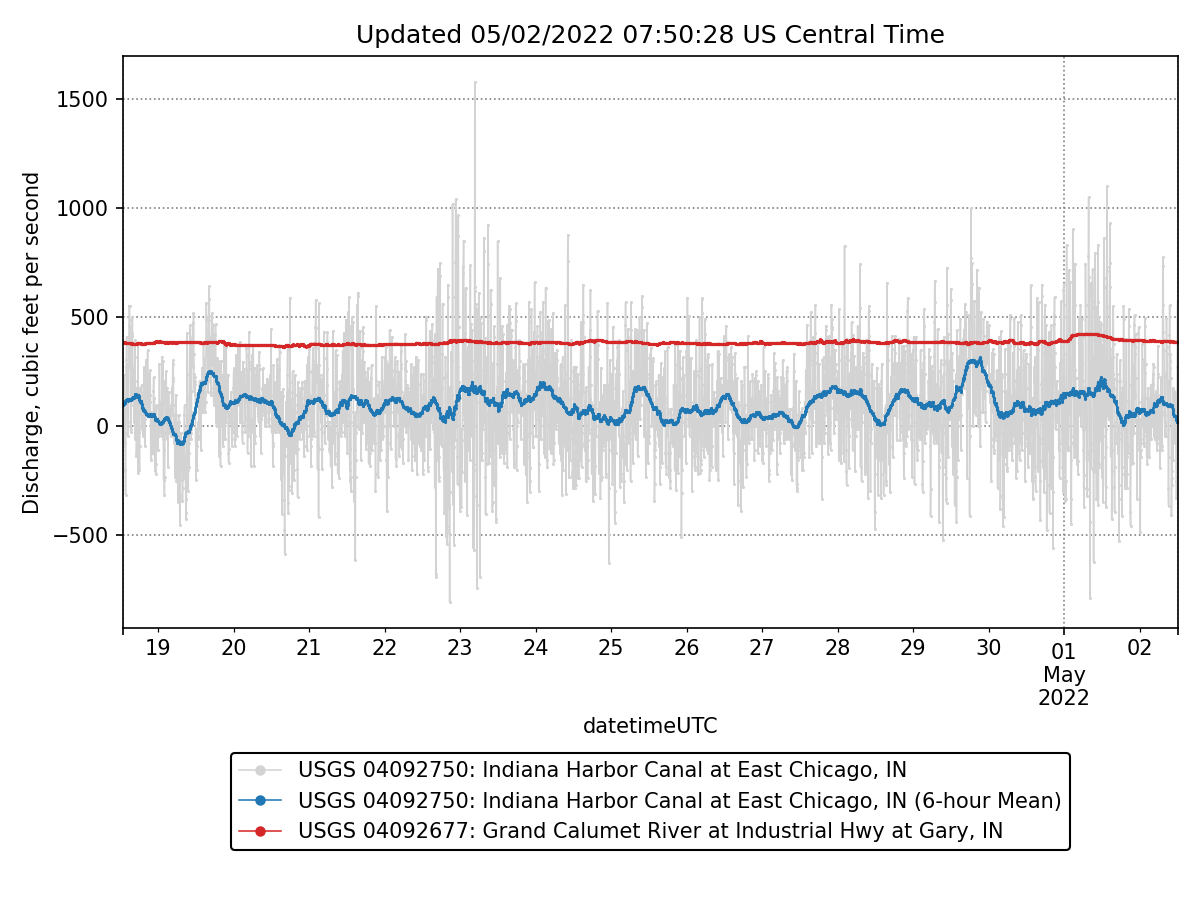 Updated 05/02/2022 07:50:28 US Central Time
Discharge, cubic feet per second
1500
1000
500
0
−500
19 20 21 22 23 24 25 26 27 28 29 30 01 02
May
2022
datetimeUTC
USGS 04092750: Indiana Harbor Canal at East Chicago, IN
USGS 04092750: Indiana Harbor Canal at East Chicago, IN (6-hour Mean)
USGS 04092677: Grand Calumet River at Industrial Hwy at Gary, IN